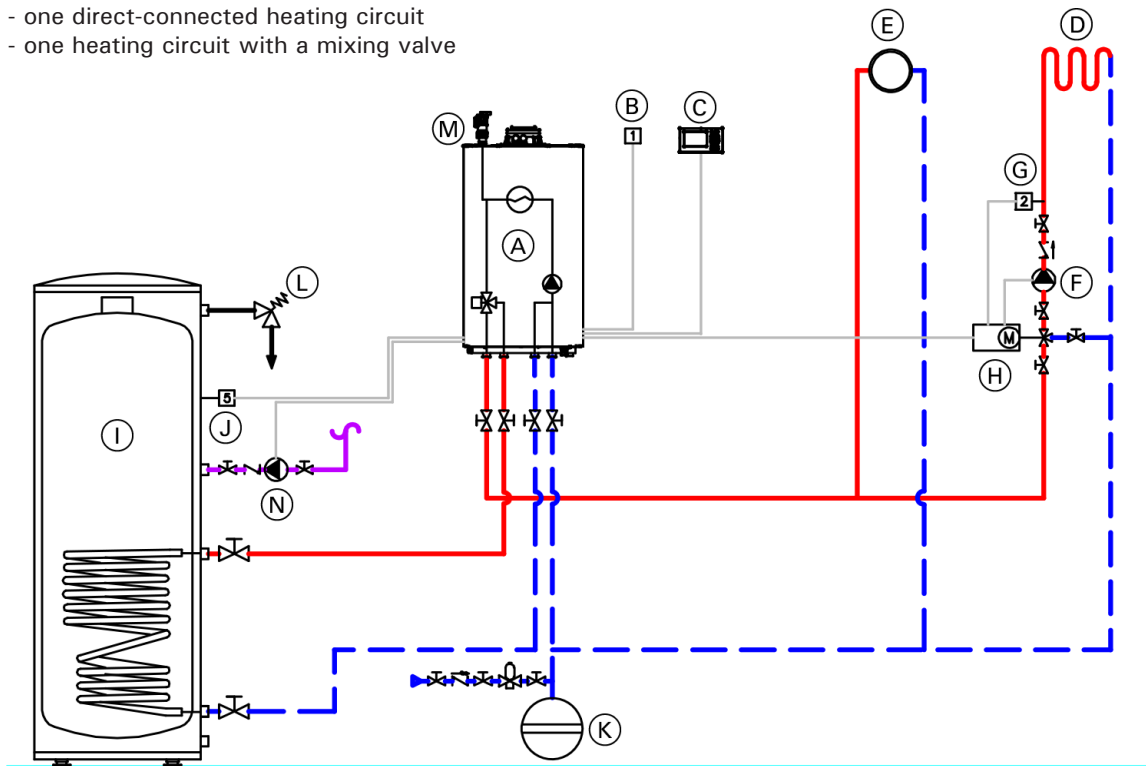 - one direct-connected heating circuit
- one heating circuit with a mixing valve
E
D
B
C
M
1
G
2
A
L
F
M
H
5
I
J
N
K